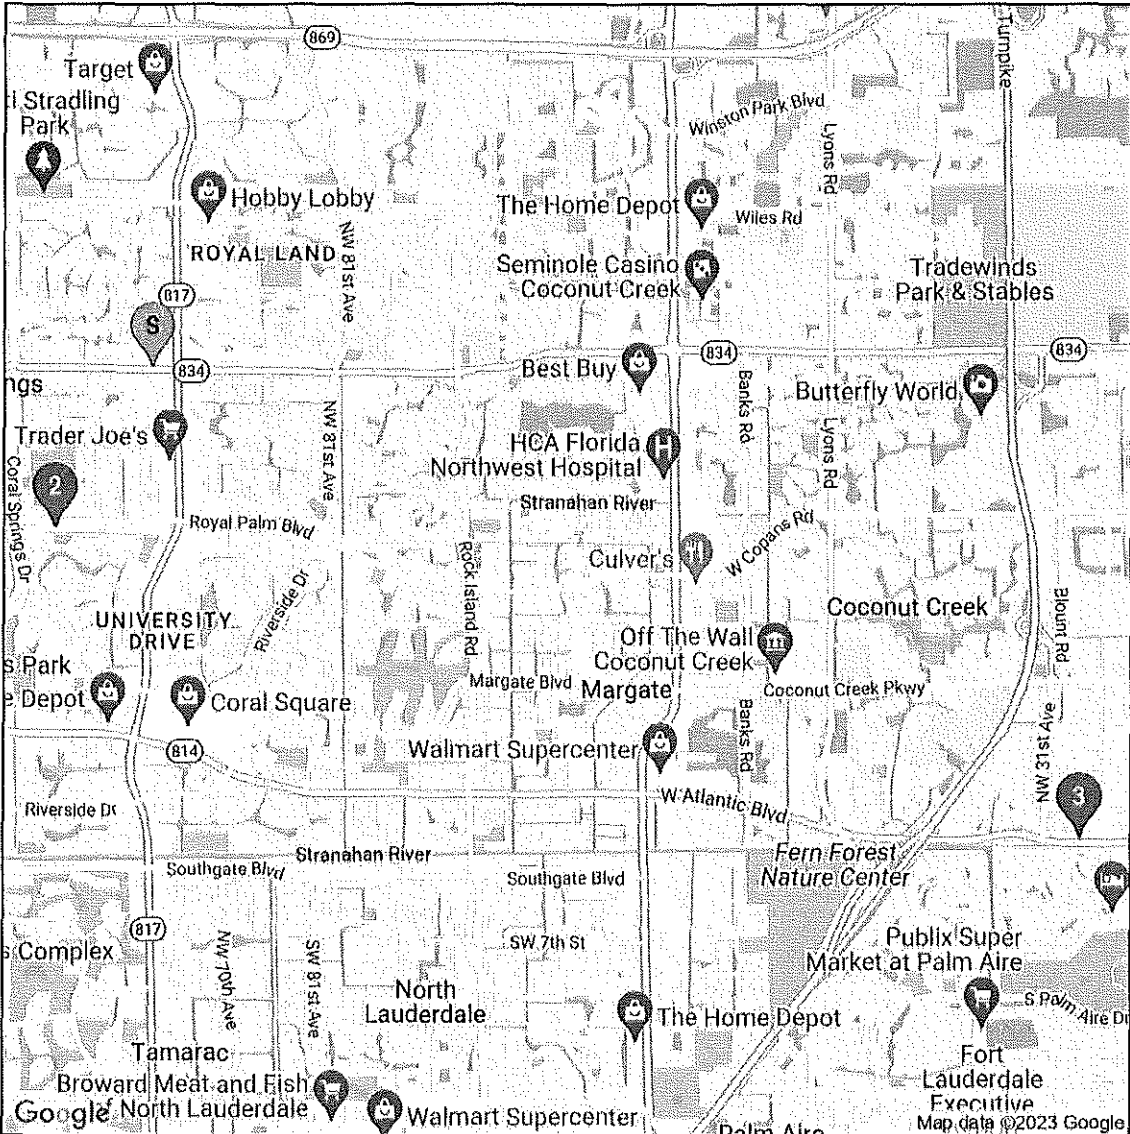 869
Turnpike
Target
l Stradling
Park
Winston Park Blvd
Lyons Rd
Hobby Lobby
The Home Depot
Wiles Rd
NW 81st Ave
ROYAL LAND
Seminole Casino
Coconut Creek
Tradewinds
Park & Stables
817
S
834
834
834
Best Buy
ngs
Butterfly World
Banks Rd
NW 81st Ave
Trader Joe's
HCA Florida
Northwest Hospital
H
Lyons Rd
Coral Springs Dr
2
Stranahan River
Royal Palm Blvd
W Copans Rd
Culver's
Rock Island Rd
Riverside Dr
Blount Rd
UNIVERSITY
DRIVE
Coconut Creek
Off The Wall
Coconut Creek
s Park
e Depot
Coral Square
Margate Blvd
Margate
Coconut Creek Pkwy
Banks Rd
NW 31st Ave
814
Walmart Supercenter
W Atlantic Blvd
3
Riverside Dr
Stranahan River
Fern Forest
Nature Center
Southgate Blvd
Southgate Blvd
817
s Complex
NW 70th Ave
SW 81st Ave
SW 7th St
Publix Super
Market at Palm Aire
North
Lauderdale
S Palm Aire Dr
The Home Depot
Tamarac
Fort
Lauderdale
Executive
Broward Meat and Fish
Google f North Lauderdale
Walmart Supercenter
Palm Aire
Map data ©2023 Google